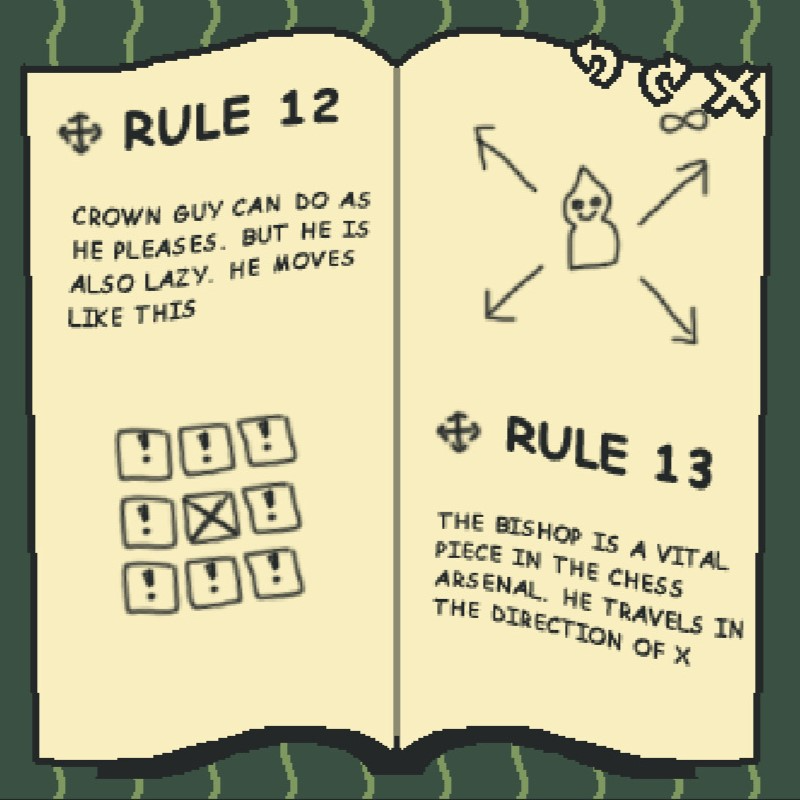 RULE 12
CROWN GUY CAN DO AS
HE PLEASES. BUT HE IS
ALSO LAZY. HE MOVES
LIKE THIS
! ! !
! X !
! ! !
∞
RULE 13
THE BISHOP IS A VITAL
PIECE IN THE CHESS
ARSENAL. HE TRAVELS IN
THE DIRECTION OF X